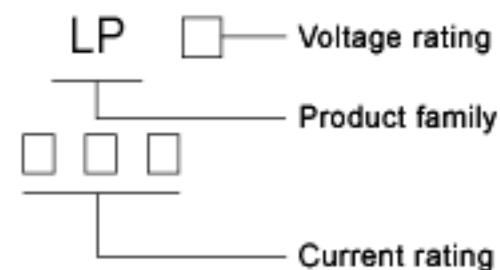 LP □ Voltage rating
Product family
□ □ □
Current rating